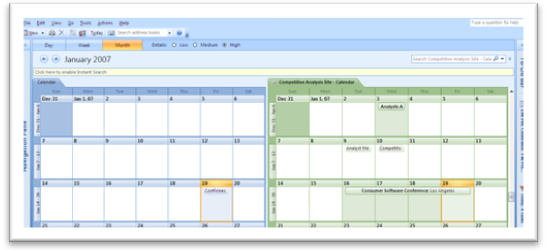 File Edit View Go Tools Actions Help
Type a question for help
New Today Search address books
Day Week Month Details: Low Medium High
January 2007
Search Competitive Analysis Site - Cale
Click here to enable Instant Search
Calendar
Competitive Analysis Site - Calendar
Sun Mon Tue Wed Thu Fri Sat
Sun Mon Tue Wed Thu Fri Sat
Dec 31 Jan 1, 07 2 3 4 5 6
Dec 31 Jan 1, 07 2 3 4 5 6
Analysts A
7 8 9 10 11 12 13
7 8 9 10 11 12 13
Analyst Me
Competitiv
14 15 16 17 18 19 20
14 15 16 17 18 19 20
Consumer Software Conference; Los Angeles
21 22 23 24 25 26 27
21 22 23 24 25 26 27